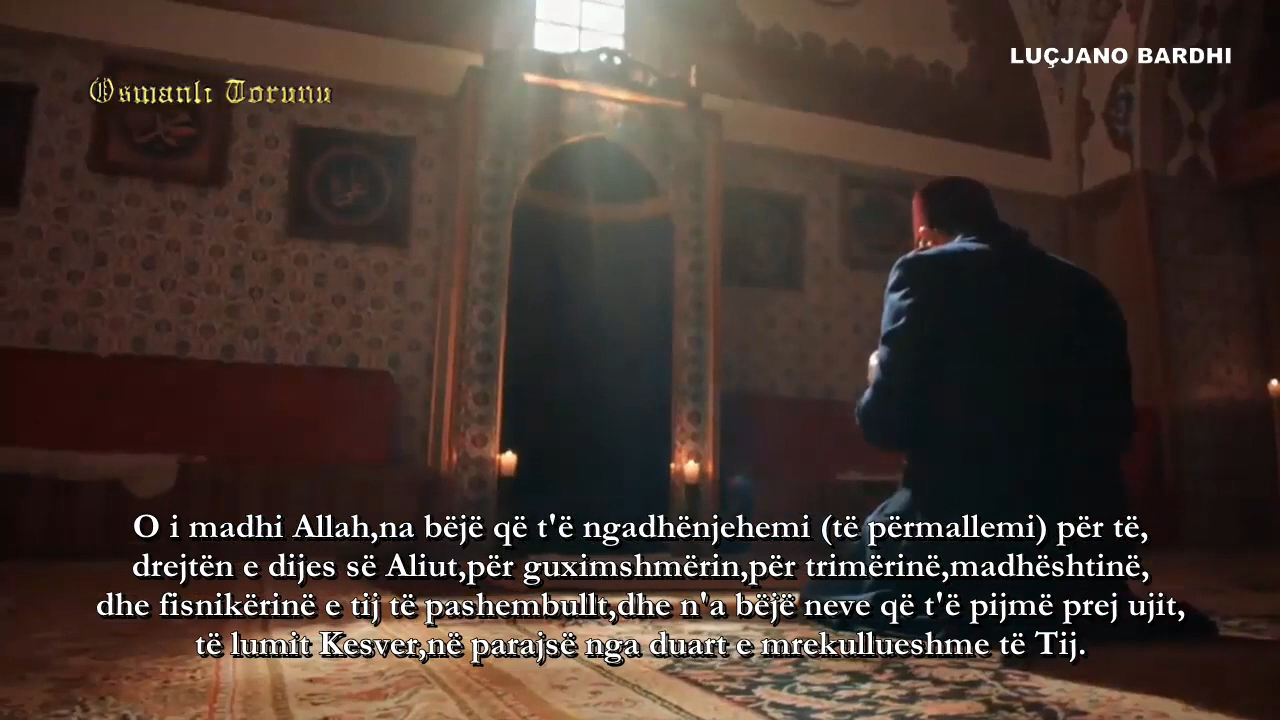 LUÇJANO BARDHI
Osmanlı Torunu
O i madhi Allah,na bëjë që t'ë ngadhënjehemi (të përmallemi) për të,
drejtën e dijes së Aliut,për guximshmërin,për trimërinë,madhështinë,
dhe fisnikërinë e tij të pashembullt,dhe n'a bëjë neve që t'ë pijmë prej ujit,
të lumit Kesver,në parajsë nga duart e mrekullueshme të Tij.